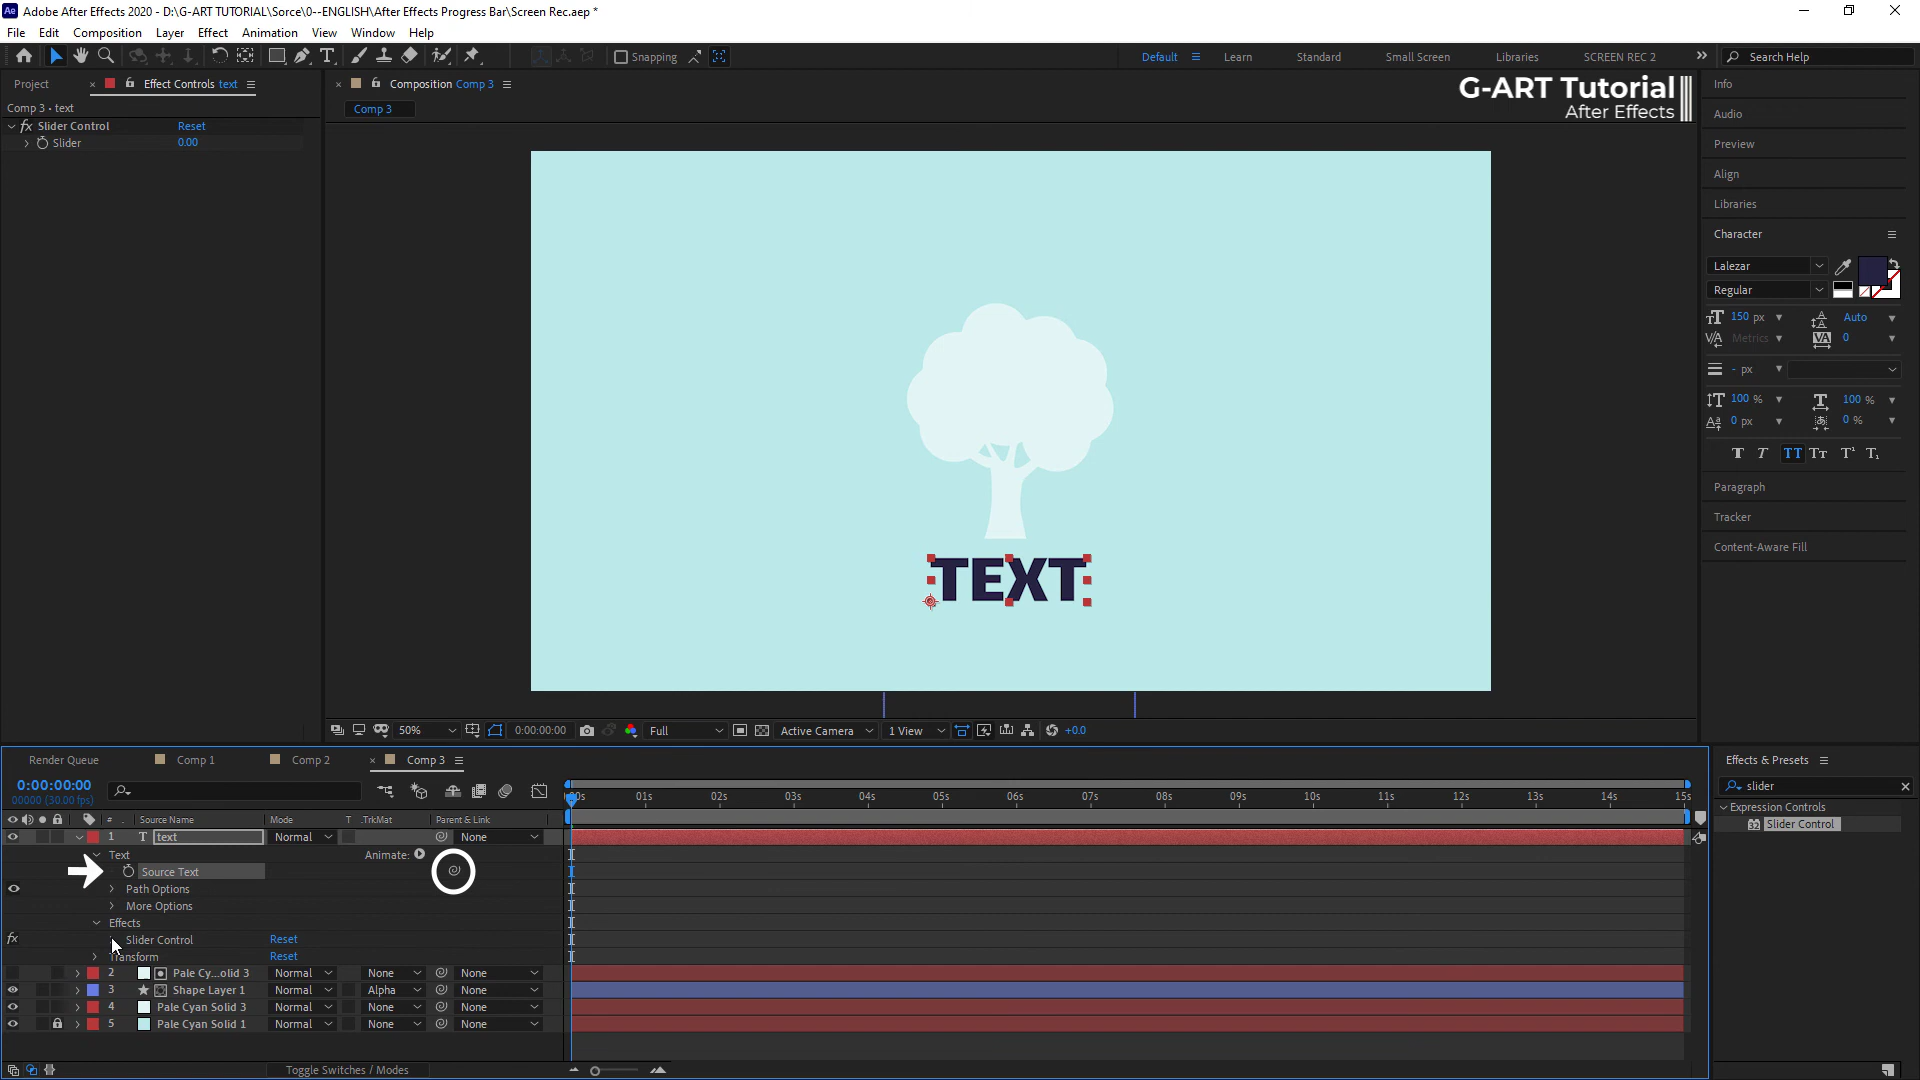 Adobe After Effects 2020 - D:\G-ART TUTORIAL\Sorce\0--ENGLISH\After Effects Progress Bar\Screen Rec.aep *
File Edit Composition Layer Effect Animation View Window Help
Snapping
Default Learn Standard Small Screen Libraries SCREEN REC 2
Search Help
Project Effect Controls text
Composition Comp 3
G-ART Tutorial
After Effects
Info
Comp 3 • text
Comp 3
Audio
fx Slider Control Reset
Slider 0.00
Preview
Align
Libraries
Character
Lalezar
Regular
150 px Auto
Metrics 0
- px
100 % 100 %
0 px 0 %
Paragraph
Tracker
Content-Aware Fill
TEXT
50% 0:00:00:00 Full Active Camera 1 View +0.0
Render Queue Comp 1 Comp 2 Comp 3
Effects & Presets
0:00:00:00
00000 (30.00 fps)
slider
00s 01s 02s 03s 04s 05s 06s 07s 08s 09s 10s 11s 12s 13s 14s 15s
Expression Controls
Slider Control
# Source Name Mode T .TrkMat Parent & Link
1 T text Normal None
Text Animate:
Source Text
Path Options
More Options
Effects
fx Slider Control Reset
Transform Reset
2 Pale Cy...olid 3 Normal None None
3 Shape Layer 1 Normal Alpha None
4 Pale Cyan Solid 3 Normal None None
5 Pale Cyan Solid 1 Normal None None
Toggle Switches / Modes